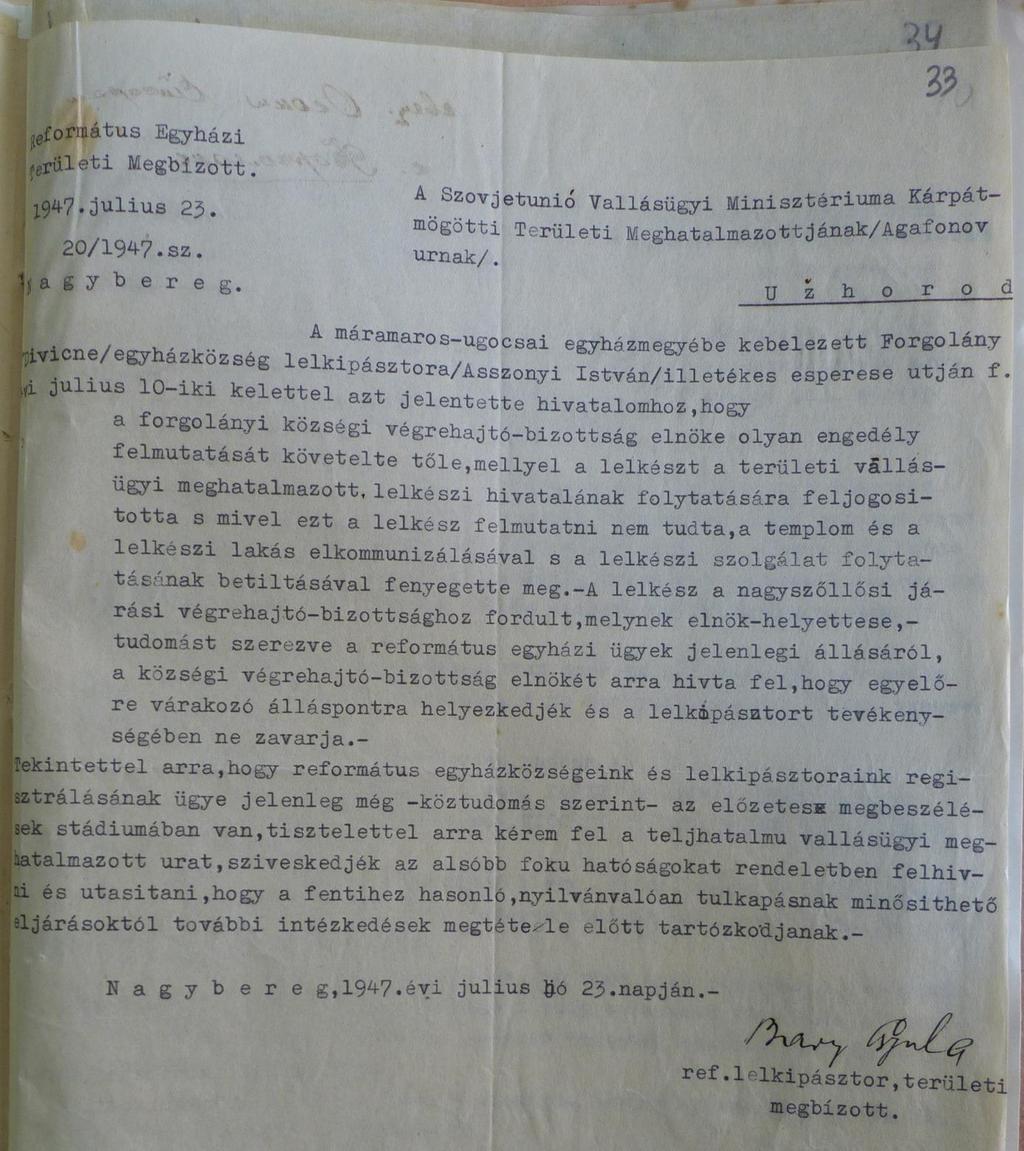 34
33
Református Egyházi
Területi Megbizott.
1947.julius 23.
20/1947.sz.
N a g y b e r e g.
A Szovjetunió Vallásügyi Minisztériuma Kárpát-
mögötti Területi Meghatalmazottjának/Agafonov
urnak/.
U ž h o r o d
A máramaros-ugocsai egyházmegyébe kebelezett Forgolány
/Divicne/egyházközség lelkipásztora/Asszonyi István/illetékes esperese utján f.
évi julius 10-iki kelettel azt jelentette hivatalomhoz,hogy
a forgolányi községi végrehajtó-bizottság elnöke olyan engedély
felmutatását követelte tőle,mellyel a lelkészt a területi vállás-
ügyi meghatalmazott,lelkészi hivatalának folytatására feljogosi-
totta s mivel ezt a lelkész felmutatni nem tudta,a templom és a
lelkészi lakás elkommunizálásával s a lelkészi szolgálat folyta-
tásának betiltásával fenyegette meg.-A lelkész a nagyszőllősi já-
rási végrehajtó-bizottsághoz fordult,melynek elnök-helyettese,-
tudomást szerezve a református egyházi ügyek jelenlegi állásáról,
a községi végrehajtó-bizottság elnökét arra hivta fel,hogy egyelő-
re várakozó álláspontra helyezkedjék és a lelkipásztort tevékeny-
ségében ne zavarja.-
Tekintettel arra,hogy református egyházközségeink és lelkipásztoraink regi-
sztrálásának ügye jelenleg még -köztudomás szerint- az előzetes megbeszélé-
sek stádiumában van,tisztelettel arra kérem fel a teljhatalmu vallásügyi meg-
hatalmazott urat,sziveskedjék az alsóbb foku hatóságokat rendeletben felhiv-
ni és utasitani,hogy a fentihez hasonló,nyilvánvalóan tulkapásnak minősithető
eljárásoktól további intézkedések megtétele előtt tartózkodjanak.-
N a g y b e r e g,1947.évi julius hó 23.napján.-
Bary Gyula
ref.lelkipásztor,területi
megbízott.